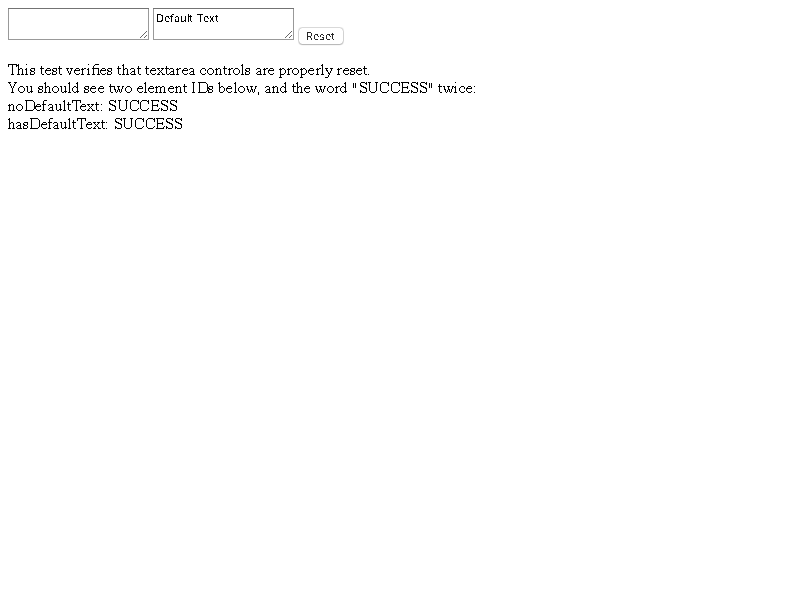 Default Text
Reset
This test verifies that textarea controls are properly reset.
You should see two element IDs below, and the word "SUCCESS" twice:
noDefaultText: SUCCESS
hasDefaultText: SUCCESS